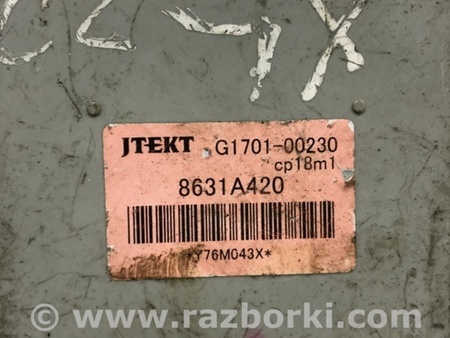 JTEKT G1701-00230
cp18m1
8631A420
*Y76M043X*
www.razborki.com